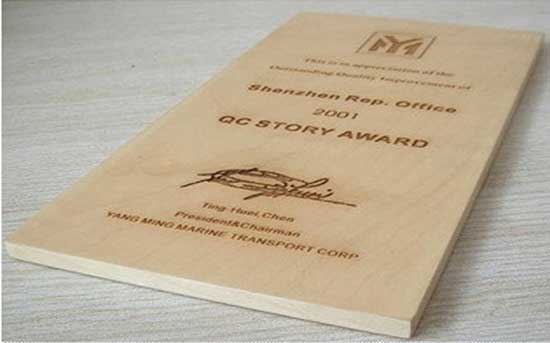 YM
This is in appreciation of the
Outstanding Quality Improvement of
Shenzhen Rep. Office
2001
QC STORY AWARD
Ting-Huei,Chen
President&Chairman
YANG MING MARINE TRANSPORT CORP